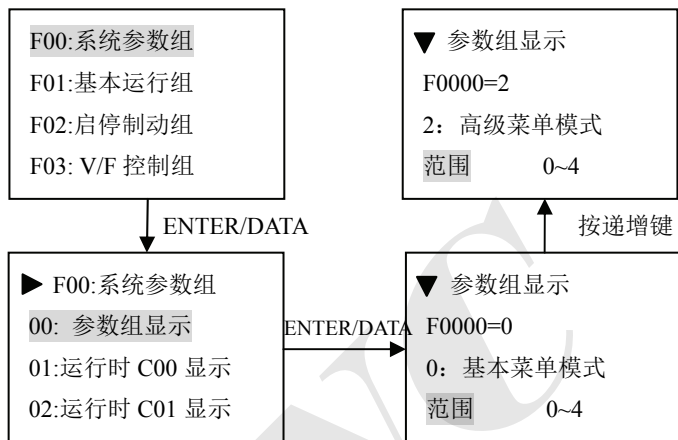 F00:系统参数组
F01:基本运行组
F02:启停制动组
F03: V/F 控制组
ENTER/DATA
▶ F00:系统参数组
00: 参数组显示
01:运行时 C00 显示
02:运行时 C01 显示
ENTER/DATA
▼ 参数组显示
F0000=0
0：基本菜单模式
范围 0~4
按递增键
▼ 参数组显示
F0000=2
2：高级菜单模式
范围 0~4